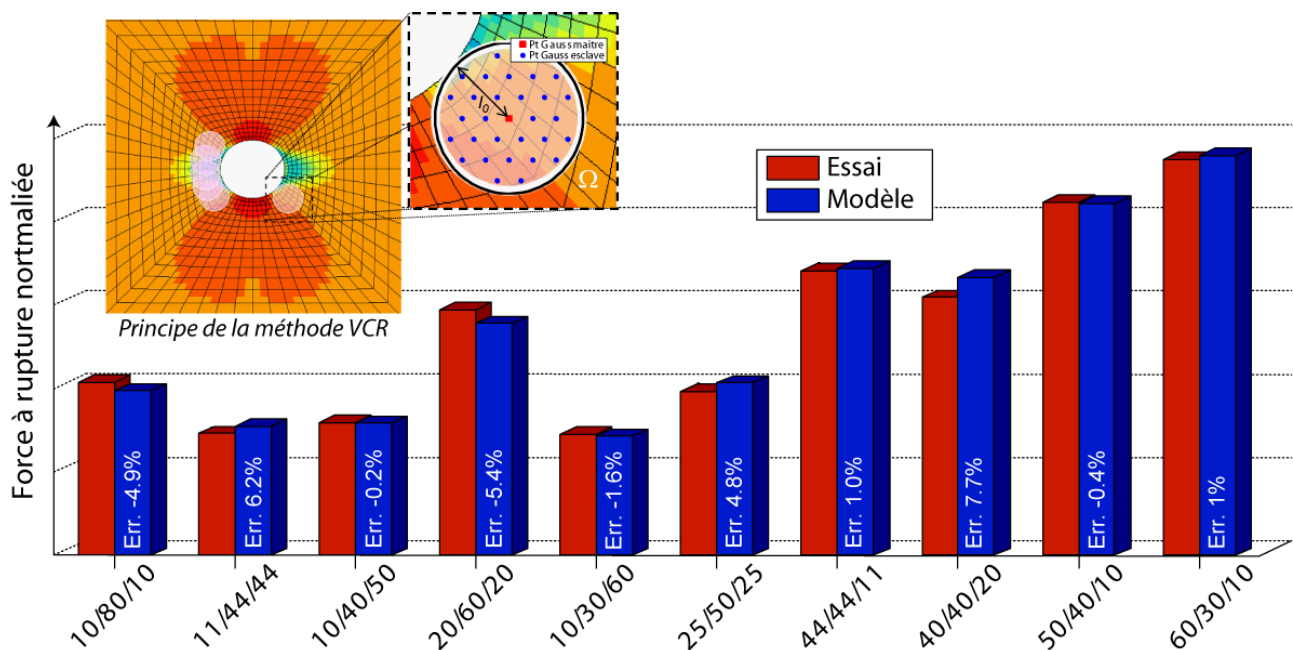 Pt Gauss maitre
Pt Gauss esclave
l0
Ω
Principe de la méthode VCR
Essai
Modèle
Force à rupture nortmaliée
Err. -4.9%
Err. 6.2%
Err. -0.2%
Err. -5.4%
Err. -1.6%
Err. 4.8%
Err. 1.0%
Err. 7.7%
Err. -0.4%
Err. 1%
10/80/10
11/44/44
10/40/50
20/60/20
10/30/60
25/50/25
44/44/11
40/40/20
50/40/10
60/30/10